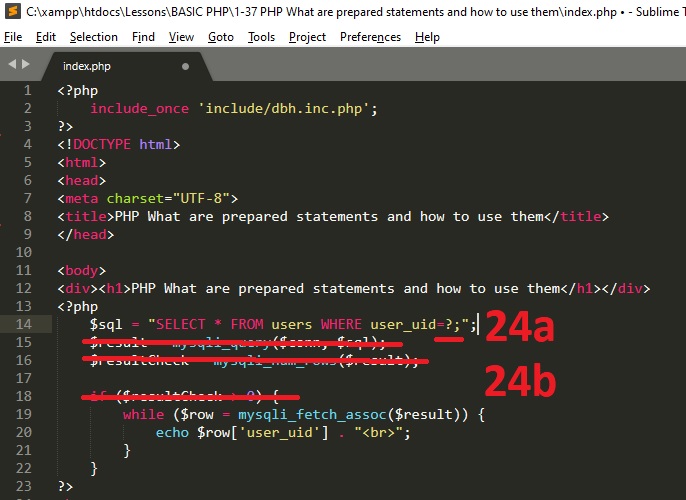 C:\xampp\htdocs\Lessons\BASIC PHP\1-37 PHP What are prepared statements and how to use them\index.php • - Sublime T
File Edit Selection Find View Goto Tools Project Preferences Help
index.php
1 <?php
2 include_once 'include/dbh.inc.php';
3 ?>
4 <!DOCTYPE html>
5 <html>
6 <head>
7 <meta charset="UTF-8">
8 <title>PHP What are prepared statements and how to use them</title>
9 </head>
10
11 <body>
12 <div><h1>PHP What are prepared statements and how to use them</h1></div>
13 <?php
14 $sql = "SELECT * FROM users WHERE user_uid=?;"; 24a
15 $result = mysqli_query($conn, $sql);
16 $resultCheck = mysqli_num_rows($result);
17 24b
18 if ($resultCheck > 0) {
19 while ($row = mysqli_fetch_assoc($result)) {
20 echo $row['user_uid'] . "<br>";
21 }
22 }
23 ?>